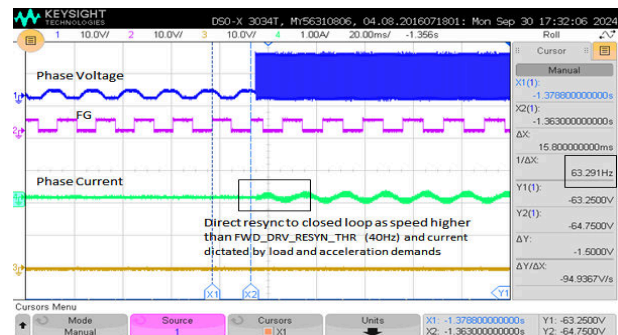 KEYSIGHT
TECHNOLOGIES
DSO-X 3034T, MY56310806, 04.08.2016071801: Mon Sep 30 17:32:06 2024
1 10.0V/ 2 10.0V/ 3 10.0V/ 4 1.00A/ 20.00ms/ -1.356s Roll
Cursor
Manual
X1(1):
-1.378800000000s
X2(1):
-1.363000000000s
ΔX:
15.800000000ms
1/ΔX:
63.291Hz
Y1(1):
-63.2500V
Y2(1):
-64.7500V
ΔY:
-1.5000V
ΔY/ΔX:
-94.9367V/s
Phase Voltage
FG
Phase Current
Direct resync to closed loop as speed higher
than FWD_DRV_RESYN_THR (40Hz) and current
dictated by load and acceleration demands
X1 X2 Y1
Cursors Menu
Mode
Manual
Source
1
Cursors
X1
Units
X1: -1.378800000000s Y1: -63.2500V
X2: -1.363000000000s Y2: -64.7500V